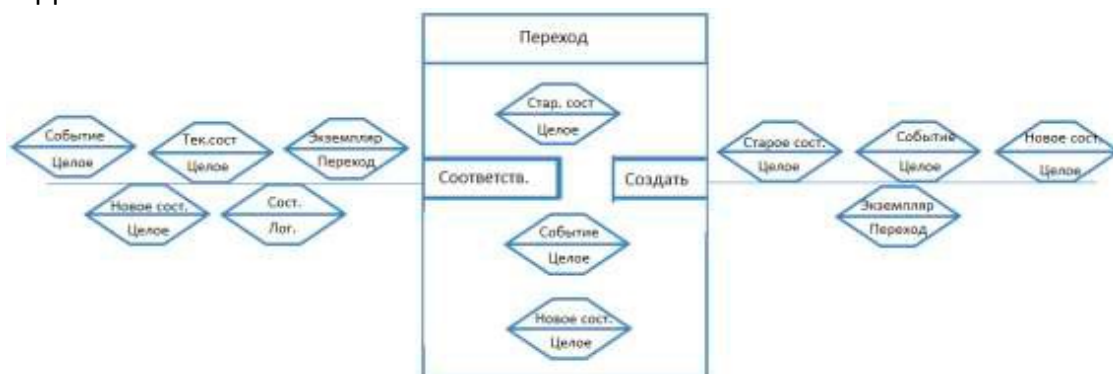 Переход
Стар. сост
Целое
Событие
Целое
Тек.сост
Целое
Экземпляр
Переход
Соответств.
Создать
Старое сост.
Целое
Событие
Целое
Новое сост.
Целое
Новое сост.
Целое
Сост.
Лог.
Экземпляр
Переход
Событие
Целое
Новое сост.
Целое